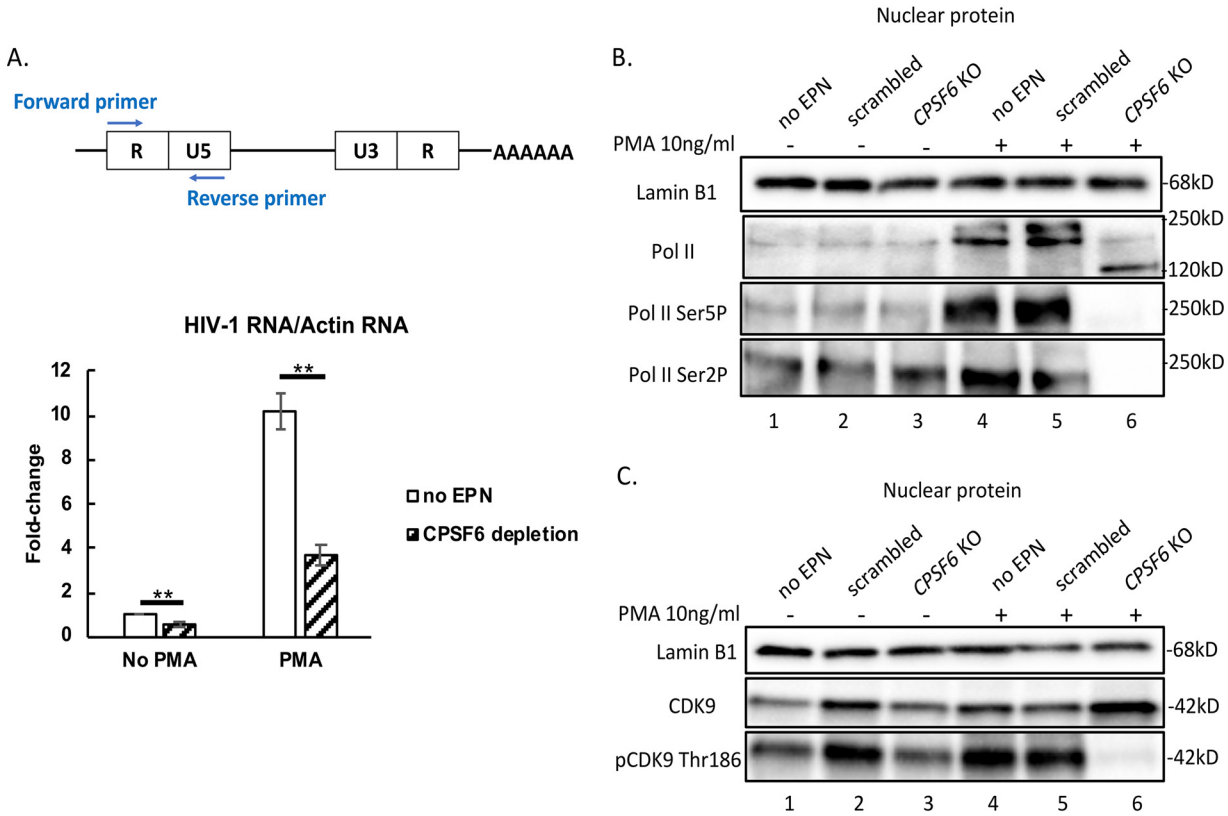 A.
Forward primer
R U5 U3 R AAAAAA
Reverse primer
HIV-1 RNA/Actin RNA
Fold-change
12
10
8
6
4
2
0
** **
No PMA PMA
no EPN
CPSF6 depletion
B.
Nuclear protein
no EPN scrambled CPSF6 KO no EPN scrambled CPSF6 KO
PMA 10ng/ml - - - + + +
Lamin B1 -68kD
-250kD
Pol II
-120kD
Pol II Ser5P -250kD
Pol II Ser2P -250kD
1 2 3 4 5 6
C.
Nuclear protein
no EPN scrambled CPSF6 KO no EPN scrambled CPSF6 KO
PMA 10ng/ml - - - + + +
Lamin B1 -68kD
CDK9 -42kD
pCDK9 Thr186 -42kD
1 2 3 4 5 6